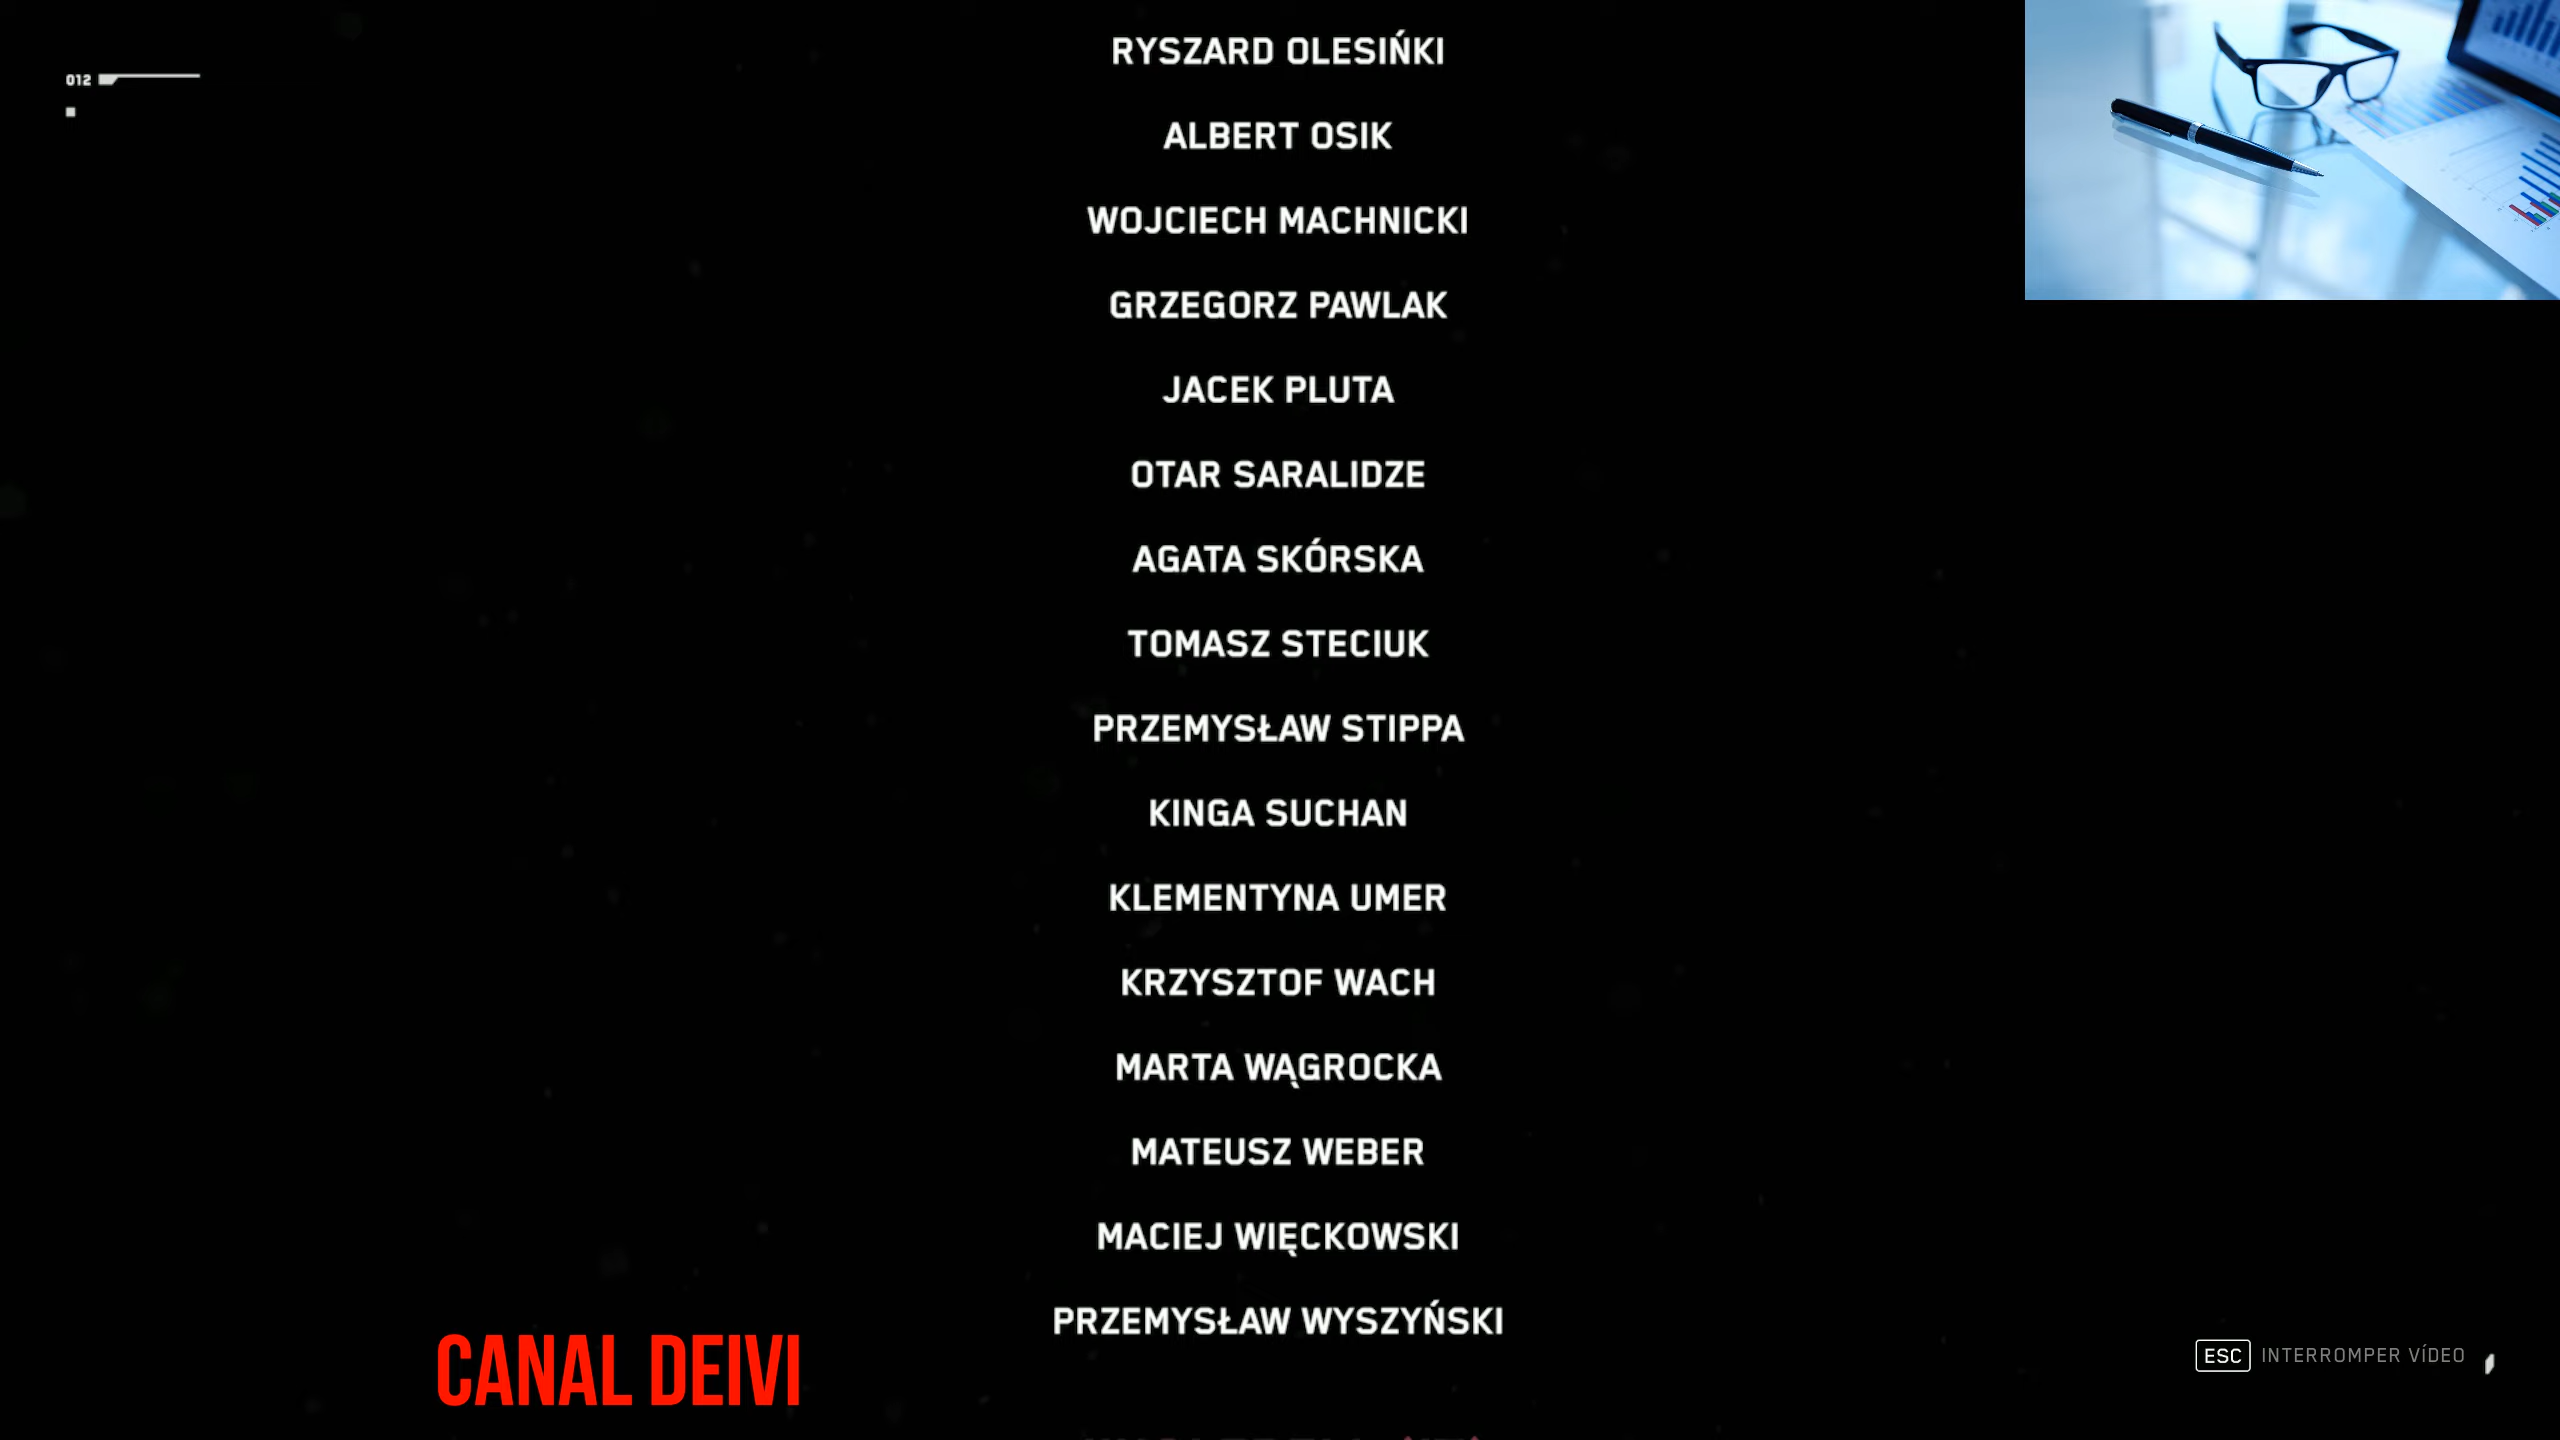 012
RYSZARD OLESIŃKI
ALBERT OSIK
WOJCIECH MACHNICKI
GRZEGORZ PAWLAK
JACEK PLUTA
OTAR SARALIDZE
AGATA SKÓRSKA
TOMASZ STECIUK
PRZEMYSŁAW STIPPA
KINGA SUCHAN
KLEMENTYNA UMER
KRZYSZTOF WACH
MARTA WĄGROCKA
MATEUSZ WEBER
MACIEJ WIĘCKOWSKI
PRZEMYSŁAW WYSZYŃSKI
CANAL DEIVI
ESC INTERROMPER VÍDEO